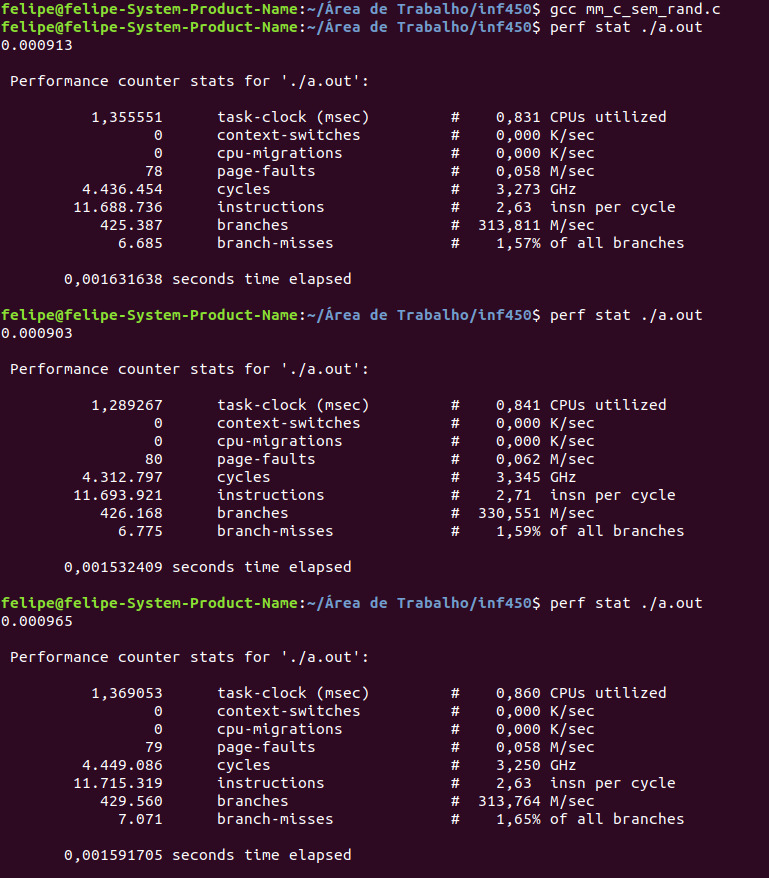 felipe@felipe-System-Product-Name:~/Área de Trabalho/inf450$ gcc mm_c_sem_rand.c
felipe@felipe-System-Product-Name:~/Área de Trabalho/inf450$ perf stat ./a.out
0.000913
Performance counter stats for './a.out':
1,355551 task-clock (msec) # 0,831 CPUs utilized
0 context-switches # 0,000 K/sec
0 cpu-migrations # 0,000 K/sec
78 page-faults # 0,058 M/sec
4.436.454 cycles # 3,273 GHz
11.688.736 instructions # 2,63 insn per cycle
425.387 branches # 313,811 M/sec
6.685 branch-misses # 1,57% of all branches
0,001631638 seconds time elapsed
felipe@felipe-System-Product-Name:~/Área de Trabalho/inf450$ perf stat ./a.out
0.000903
Performance counter stats for './a.out':
1,289267 task-clock (msec) # 0,841 CPUs utilized
0 context-switches # 0,000 K/sec
0 cpu-migrations # 0,000 K/sec
80 page-faults # 0,062 M/sec
4.312.797 cycles # 3,345 GHz
11.693.921 instructions # 2,71 insn per cycle
426.168 branches # 330,551 M/sec
6.775 branch-misses # 1,59% of all branches
0,001532409 seconds time elapsed
felipe@felipe-System-Product-Name:~/Área de Trabalho/inf450$ perf stat ./a.out
0.000965
Performance counter stats for './a.out':
1,369053 task-clock (msec) # 0,860 CPUs utilized
0 context-switches # 0,000 K/sec
0 cpu-migrations # 0,000 K/sec
79 page-faults # 0,058 M/sec
4.449.086 cycles # 3,250 GHz
11.715.319 instructions # 2,63 insn per cycle
429.560 branches # 313,764 M/sec
7.071 branch-misses # 1,65% of all branches
0,001591705 seconds time elapsed